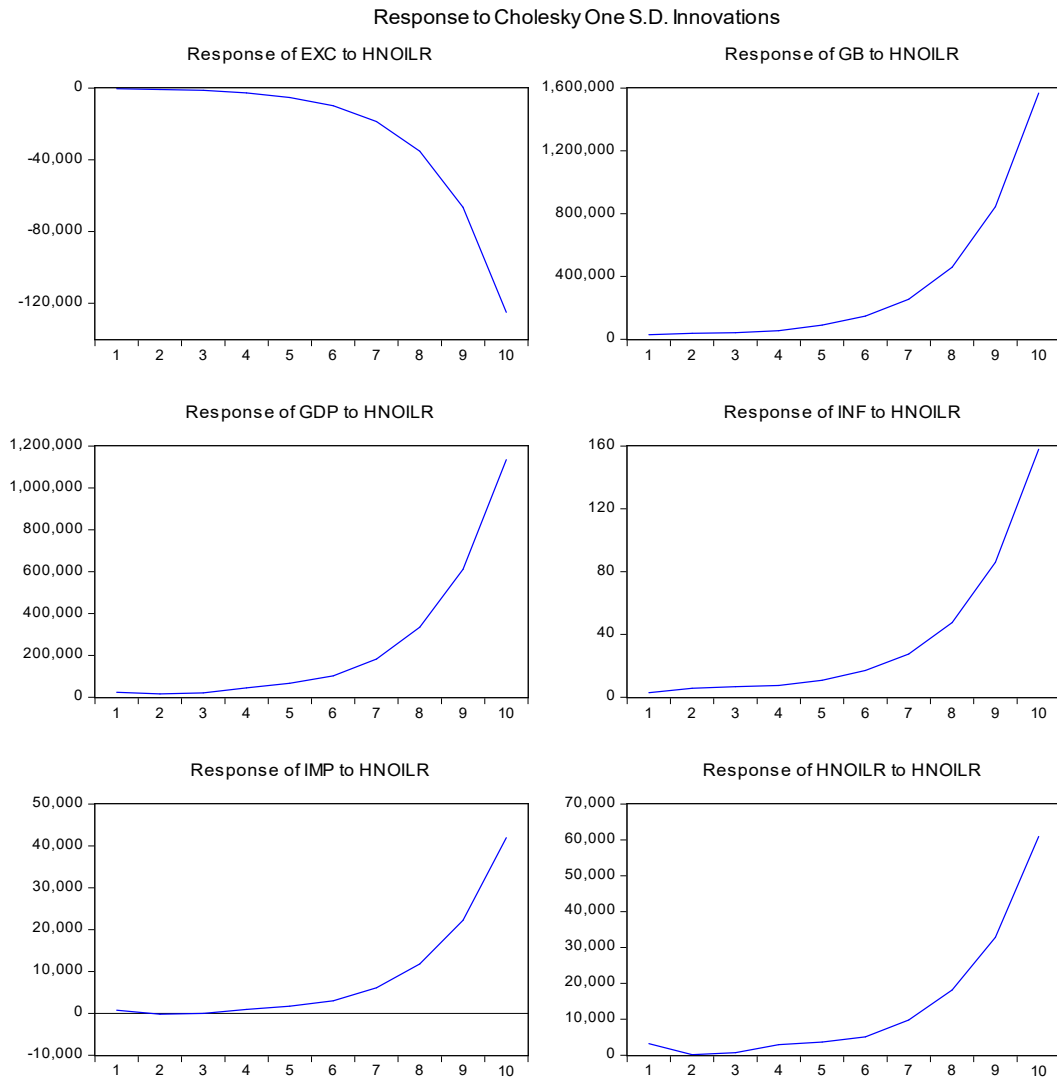 Response to Cholesky One S.D. Innovations
Response of EXC to HNOILR
0
-40,000
-80,000
-120,000
1 2 3 4 5 6 7 8 9 10
Response of GB to HNOILR
1,600,000
1,200,000
800,000
400,000
0
1 2 3 4 5 6 7 8 9 10
Response of GDP to HNOILR
1,200,000
1,000,000
800,000
600,000
400,000
200,000
0
1 2 3 4 5 6 7 8 9 10
Response of INF to HNOILR
160
120
80
40
0
1 2 3 4 5 6 7 8 9 10
Response of IMP to HNOILR
50,000
40,000
30,000
20,000
10,000
0
-10,000
1 2 3 4 5 6 7 8 9 10
Response of HNOILR to HNOILR
70,000
60,000
50,000
40,000
30,000
20,000
10,000
0
1 2 3 4 5 6 7 8 9 10